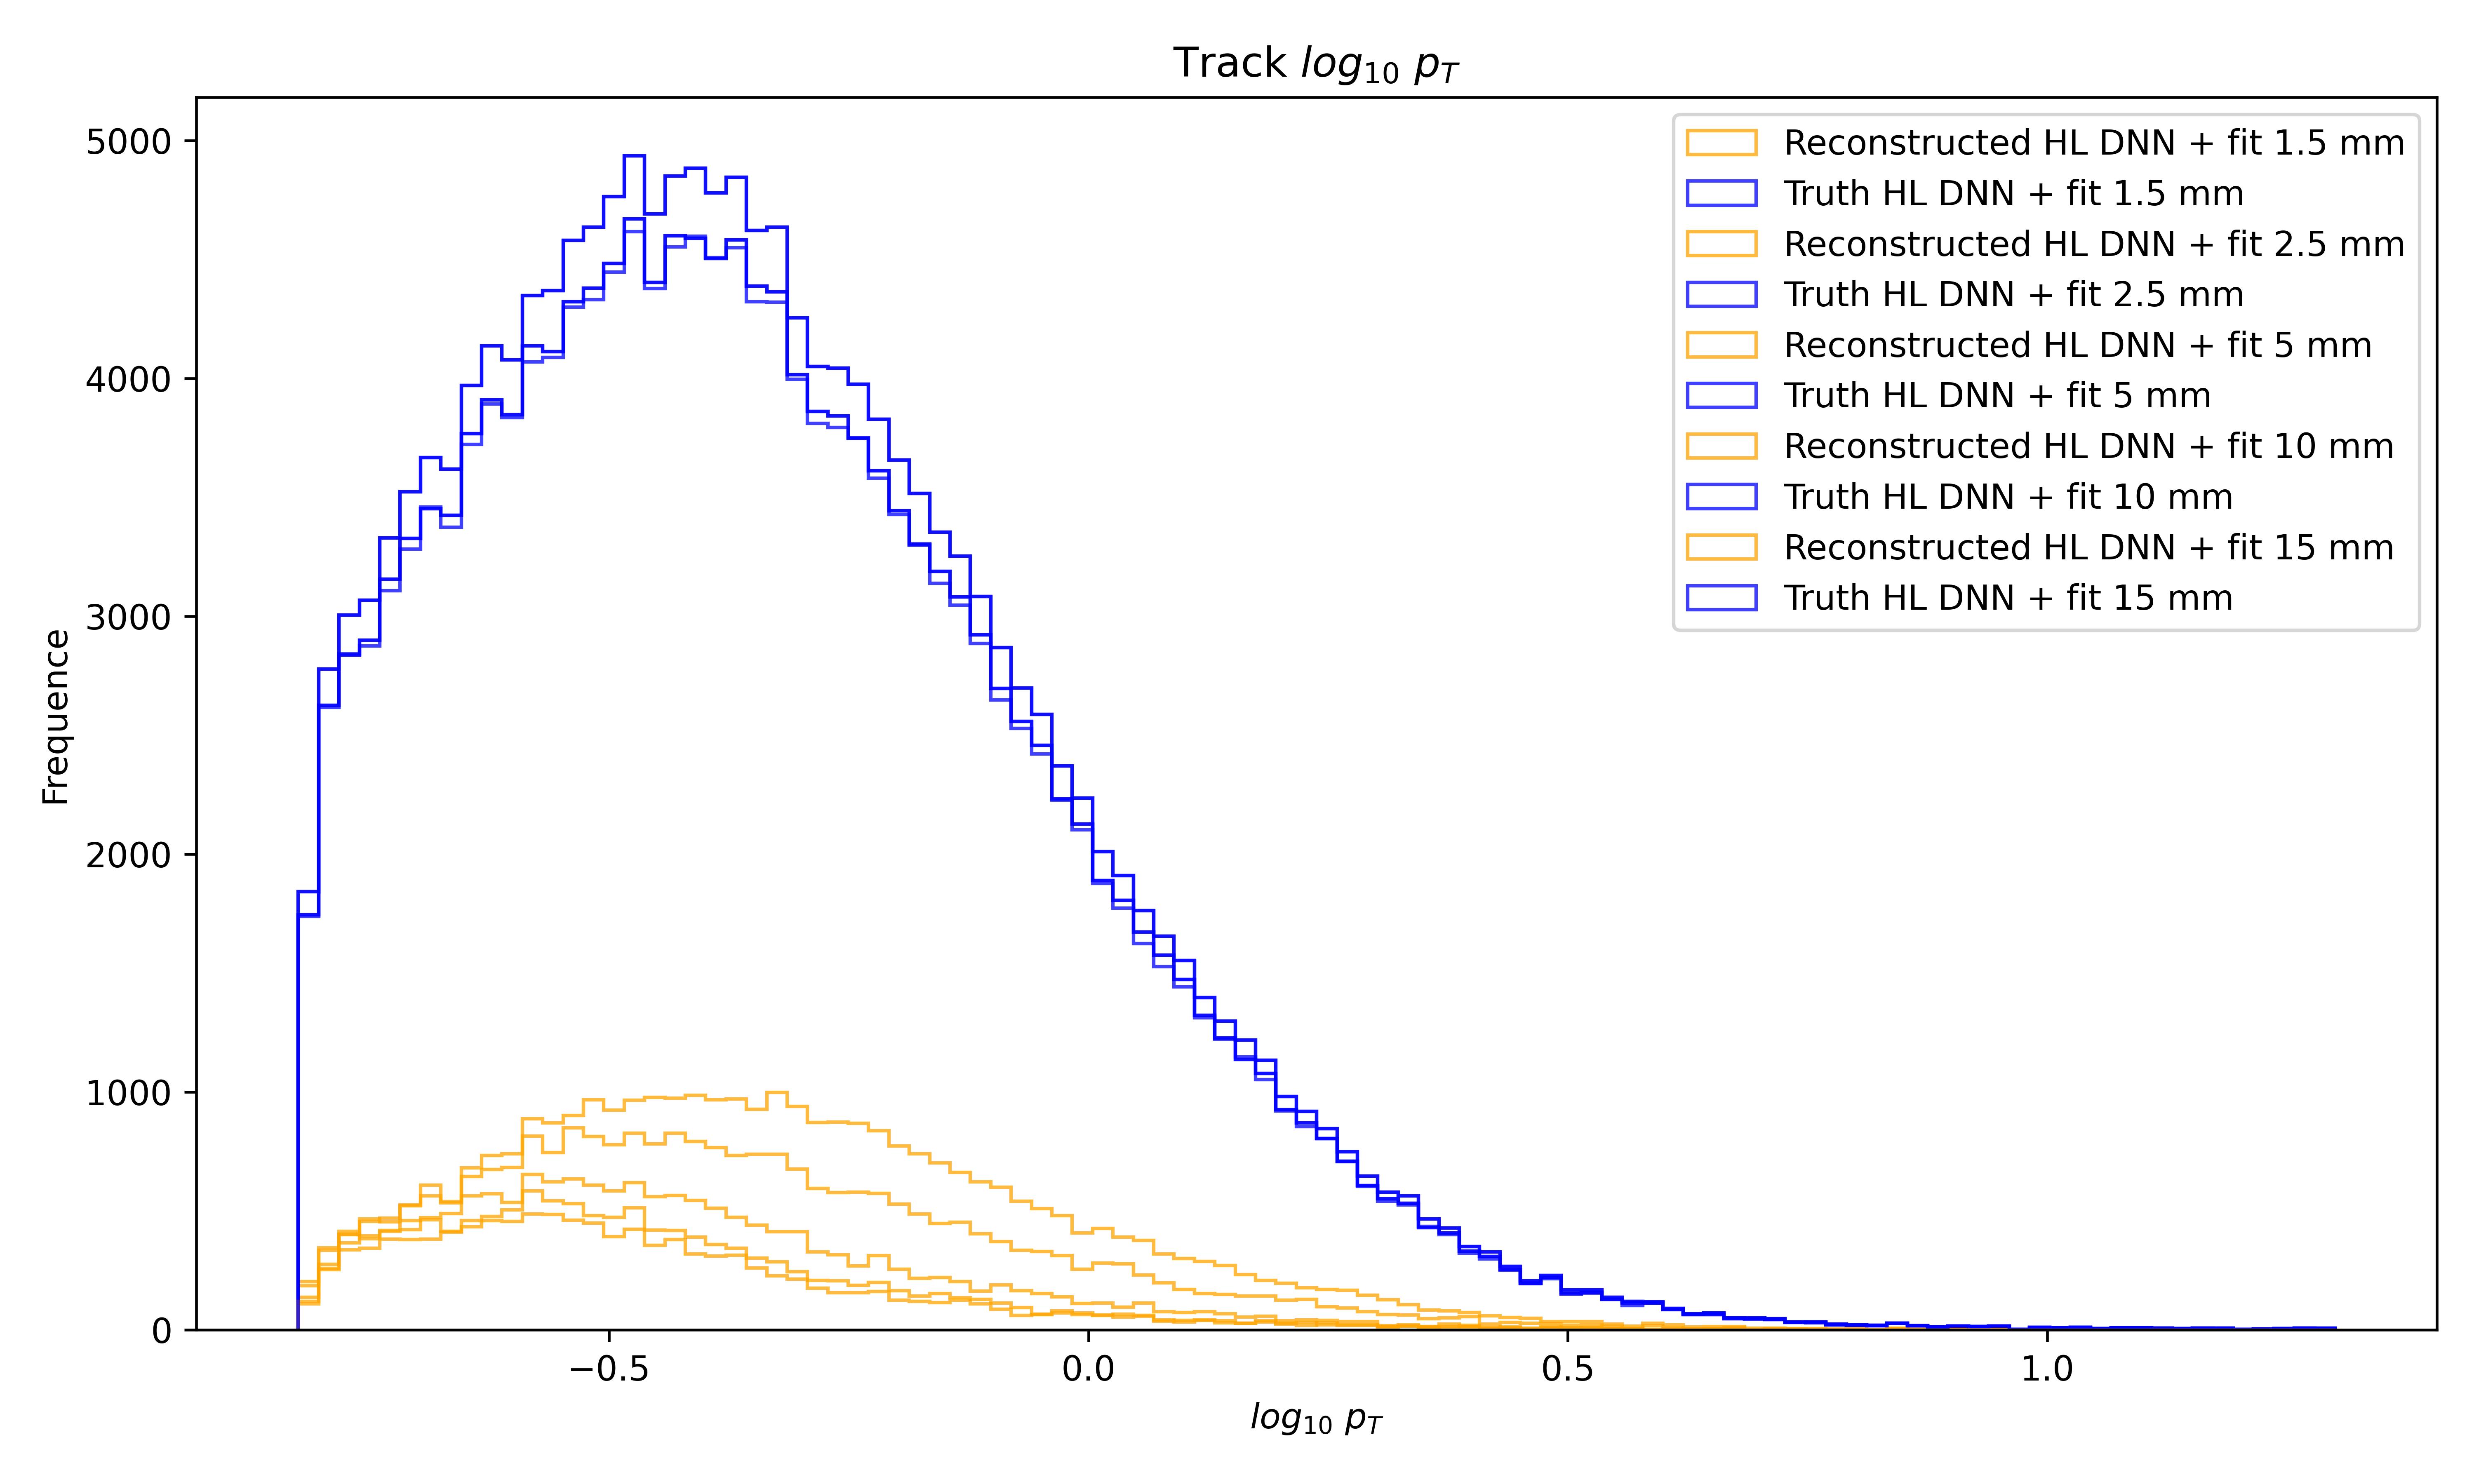 Track log₁₀ p_T
5000
4000
3000
2000
1000
0
Frequence
−0.5
0.0
0.5
1.0
log₁₀ p_T
Reconstructed HL DNN + fit 1.5 mm
Truth HL DNN + fit 1.5 mm
Reconstructed HL DNN + fit 2.5 mm
Truth HL DNN + fit 2.5 mm
Reconstructed HL DNN + fit 5 mm
Truth HL DNN + fit 5 mm
Reconstructed HL DNN + fit 10 mm
Truth HL DNN + fit 10 mm
Reconstructed HL DNN + fit 15 mm
Truth HL DNN + fit 15 mm